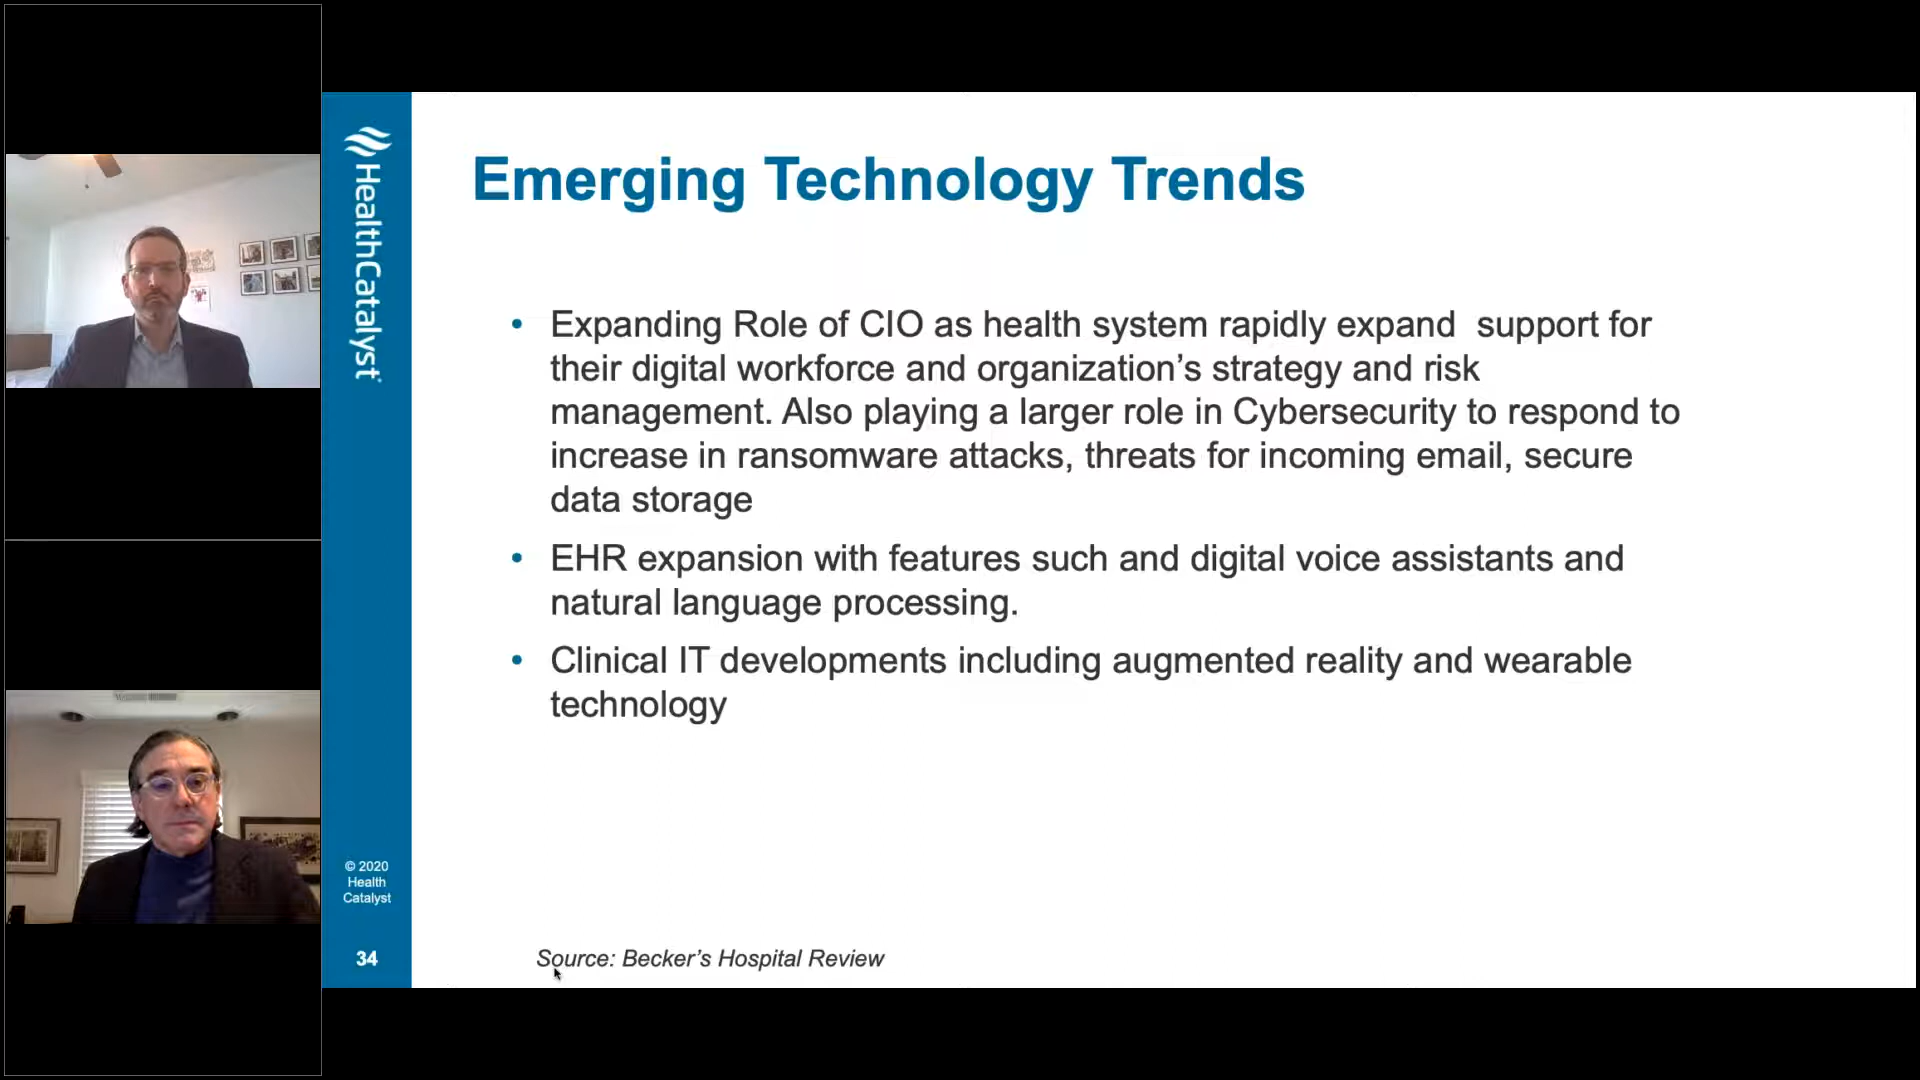 HealthCatalyst
Emerging Technology Trends
• Expanding Role of CIO as health system rapidly expand  support for
their digital workforce and organization’s strategy and risk
management. Also playing a larger role in Cybersecurity to respond to
increase in ransomware attacks, threats for incoming email, secure
data storage
• EHR expansion with features such and digital voice assistants and
natural language processing.
• Clinical IT developments including augmented reality and wearable
technology
© 2020
Health
Catalyst
34
Source: Becker’s Hospital Review